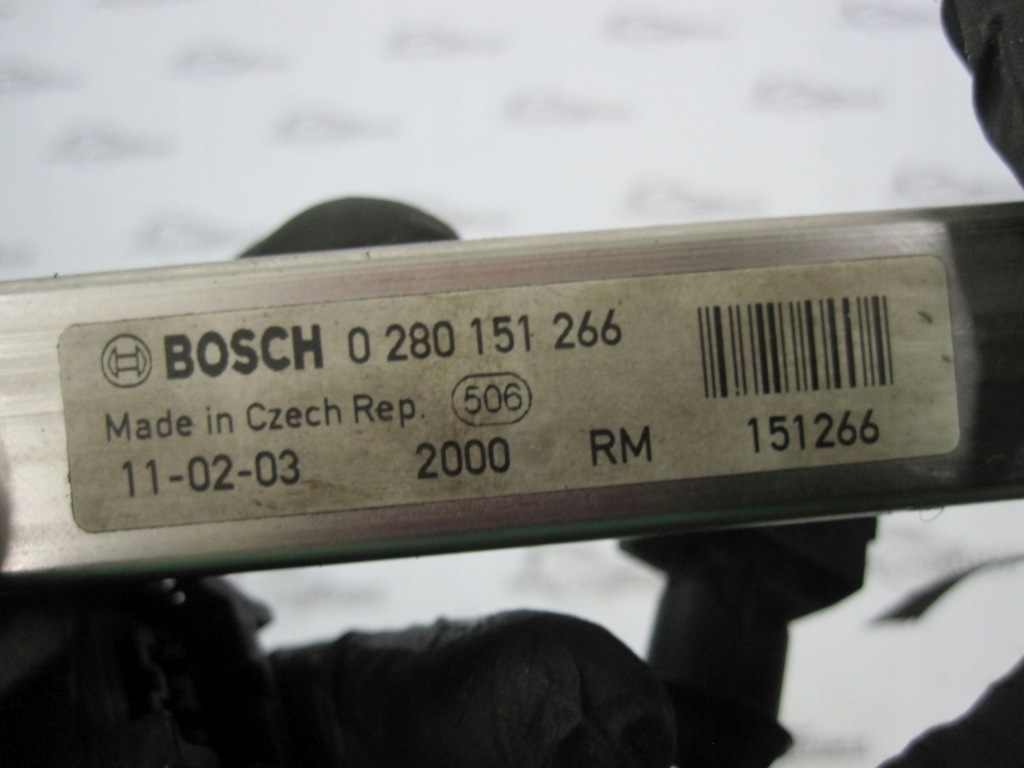 BOSCH 0 280 151 266
Made in Czech Rep. 506
11-02-03 2000 RM 151266